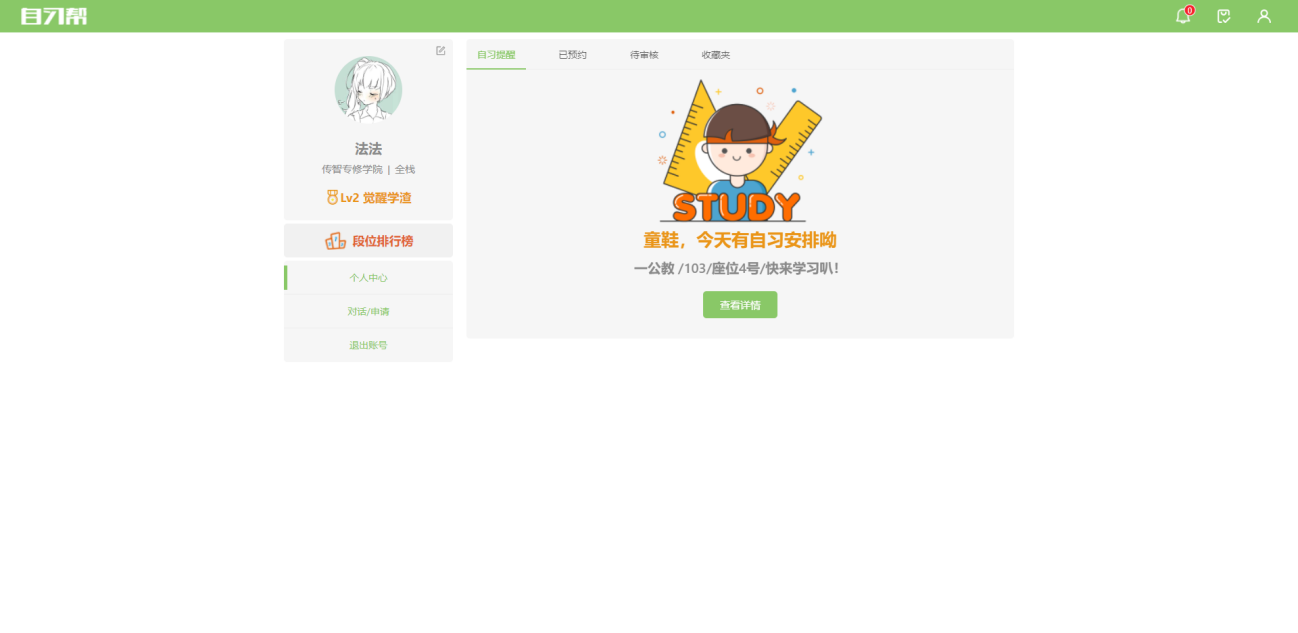 自习帮
0
法法
传智专修学院 | 全栈
Lv2 觉醒学渣
段位排行榜
个人中心
对话/申请
退出账号
自习提醒 已预约 待审核 收藏夹
STUDY
童鞋，今天有自习安排呦
一公教 /103/座位4号/快来学习叭！
查看详情